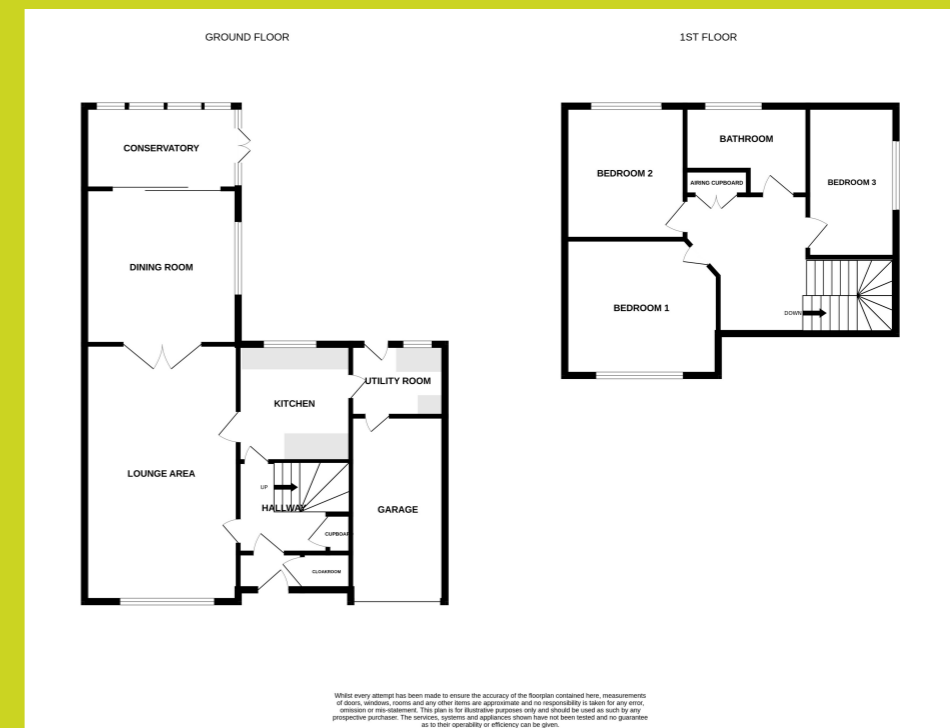 GROUND FLOOR
1ST FLOOR
CONSERVATORY
DINING ROOM
KITCHEN
UTILITY ROOM
LOUNGE AREA
UP
HALLWAY
GARAGE
CUPBOARD
CLOAKROOM
BATHROOM
BEDROOM 2
AIRING CUPBOARD
BEDROOM 3
BEDROOM 1
DOWN
Whilst every attempt has been made to ensure the accuracy of the floorplan contained here, measurements
of doors, windows, rooms and any other items are approximate and no responsibility is taken for any error,
omission or mis-statement. This plan is for illustrative purposes only and should be used as such by any
prospective purchaser. The services, systems and appliances shown have not been tested and no guarantee
as to their operability or efficiency can be given.